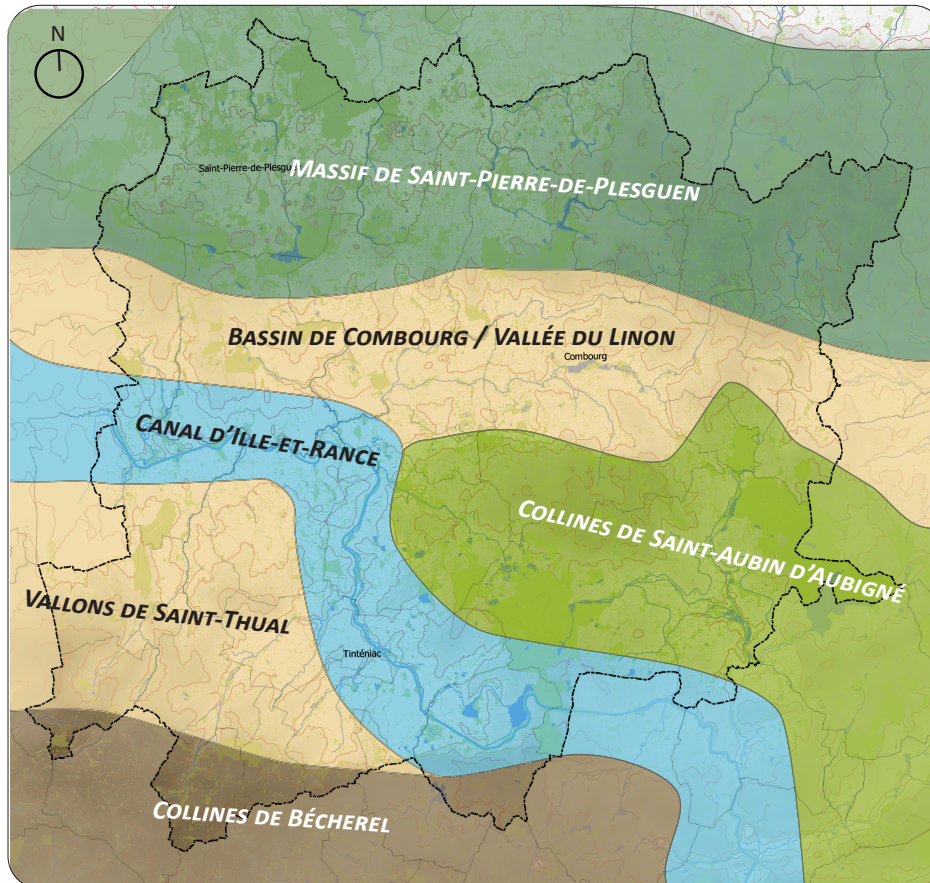 N
Saint-Pierre-de-Plesgu
Massif de Saint-Pierre-de-Plesguen
Bassin de Combourg / Vallée du Linon
Combourg
Canal d'Ille-et-Rance
Collines de Saint-Aubin d'Aubigné
Vallons de Saint-Thual
Tinténiac
Collines de Bécherel